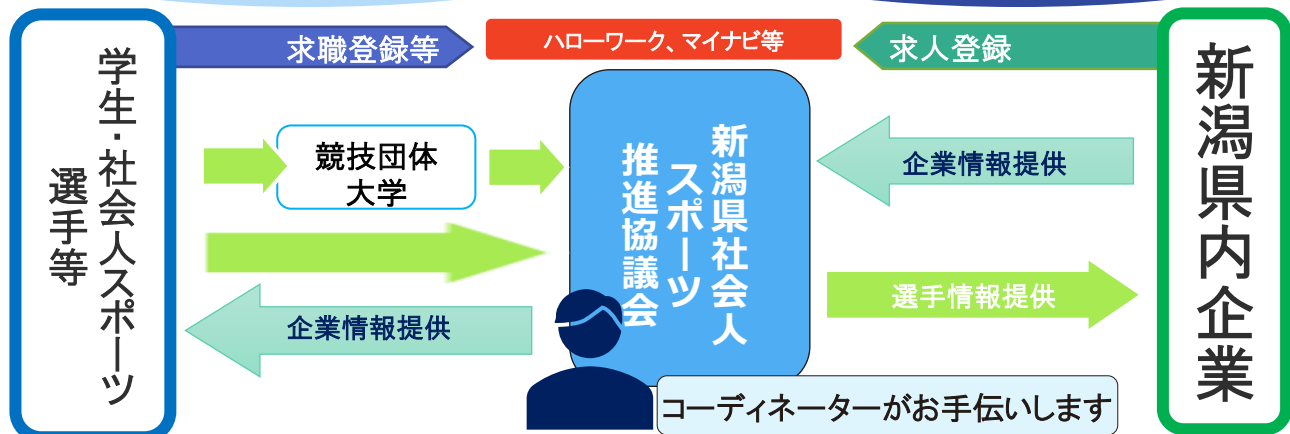 学生・社会人スポーツ
選手等
求職登録等
ハローワーク、マイナビ等
求人登録
新潟県内企業
競技団体
大学
新潟県社会人
スポーツ
推進協議会
企業情報提供
企業情報提供
選手情報提供
コーディネーターがお手伝いします